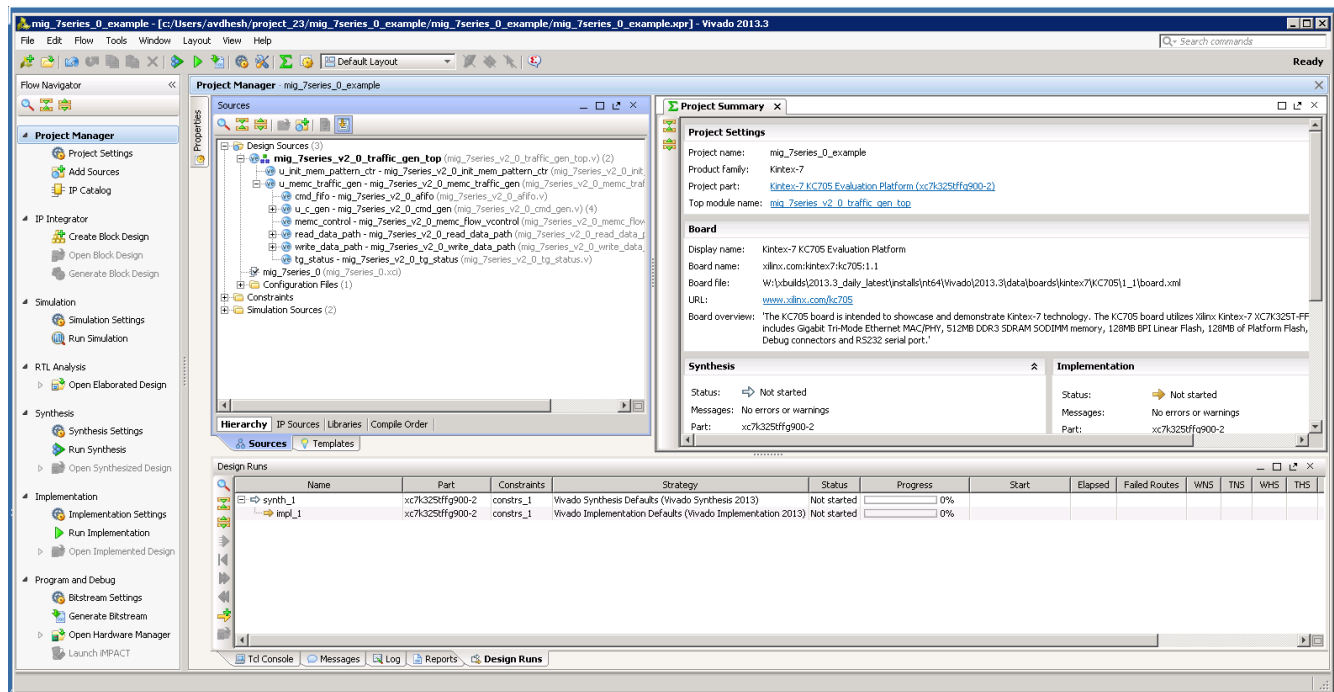 mig_7series_0_example - [c:/Users/avdhesh/project_23/mig_7series_0_example/mig_7series_0_example/mig_7series_0_example.xpr] - Vivado 2013.3
File Edit Flow Tools Window Layout View Help
Search commands
Default Layout
Ready
Flow Navigator
Project Manager
Project Settings
Add Sources
IP Catalog
IP Integrator
Create Block Design
Open Block Design
Generate Block Design
Simulation
Simulation Settings
Run Simulation
RTL Analysis
Open Elaborated Design
Synthesis
Synthesis Settings
Run Synthesis
Open Synthesized Design
Implementation
Implementation Settings
Run Implementation
Open Implemented Design
Program and Debug
Bitstream Settings
Generate Bitstream
Open Hardware Manager
Launch iMPACT
Project Manager - mig_7series_0_example
Properties
Sources
Design Sources (3)
mig_7series_v2_0_traffic_gen_top (mig_7series_v2_0_traffic_gen_top.v) (2)
u_init_mem_pattern_ctr - mig_7series_v2_0_init_mem_pattern_ctr (mig_7series_v2_0_init_
u_memc_traffic_gen - mig_7series_v2_0_memc_traffic_gen (mig_7series_v2_0_memc_traf
cmd_fifo - mig_7series_v2_0_afifo (mig_7series_v2_0_afifo.v)
u_c_gen - mig_7series_v2_0_cmd_gen (mig_7series_v2_0_cmd_gen.v) (4)
memc_control - mig_7series_v2_0_memc_flow_vcontrol (mig_7series_v2_0_memc_flow
read_data_path - mig_7series_v2_0_read_data_path (mig_7series_v2_0_read_data_p
write_data_path - mig_7series_v2_0_write_data_path (mig_7series_v2_0_write_data_
tg_status - mig_7series_v2_0_tg_status (mig_7series_v2_0_tg_status.v)
mig_7series_0 (mig_7series_0.xci)
Configuration Files (1)
Constraints
Simulation Sources (2)
Hierarchy IP Sources Libraries Compile Order
Sources Templates
Project Summary
Project Settings
Project name: mig_7series_0_example
Product family: Kintex-7
Project part: Kintex-7 KC705 Evaluation Platform (xc7k325tffg900-2)
Top module name: mig_7series_v2_0_traffic_gen_top
Board
Display name: Kintex-7 KC705 Evaluation Platform
Board name: xilinx.com:kintex7:kc705:1.1
Board file: W:\xbuilds\2013.3_daily_latest\installs\nt64\Vivado\2013.3\data\boards\kintex7\KC705\1_1\board.xml
URL: www.xilinx.com/kc705
Board overview: 'The KC705 board is intended to showcase and demonstrate Kintex-7 technology. The KC705 board utilizes Xilinx Kintex-7 XC7K325T-FF
includes Gigabit Tri-Mode Ethernet MAC/PHY, 512MB DDR3 SDRAM SODIMM memory, 128MB BPI Linear Flash, 128MB of Platform Flash,
Debug connectors and RS232 serial port.'
Synthesis
Status: Not started
Messages: No errors or warnings
Part: xc7k325tffg900-2
Implementation
Status: Not started
Messages: No errors or warnings
Part: xc7k325tffg900-2
Design Runs
Name Part Constraints Strategy Status Progress Start Elapsed Failed Routes WNS TNS WHS THS
synth_1 xc7k325tffg900-2 constrs_1 Vivado Synthesis Defaults (Vivado Synthesis 2013) Not started 0%
impl_1 xc7k325tffg900-2 constrs_1 Vivado Implementation Defaults (Vivado Implementation 2013) Not started 0%
Tcl Console Messages Log Reports Design Runs